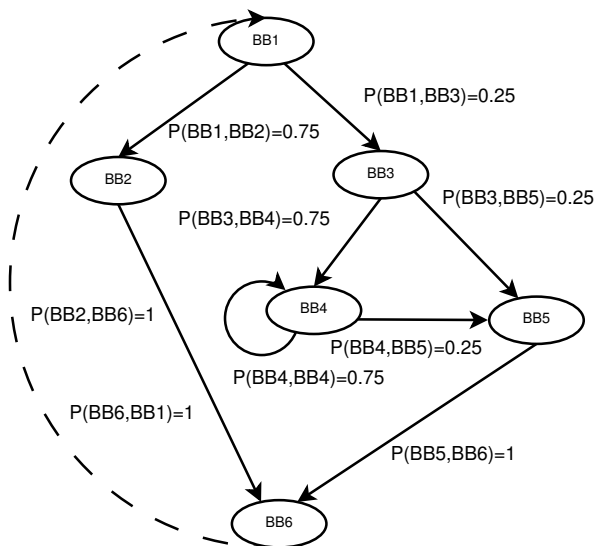 BB1
P(BB1,BB3)=0.25
P(BB1,BB2)=0.75
BB2
BB3
P(BB3,BB5)=0.25
P(BB3,BB4)=0.75
BB4
BB5
P(BB2,BB6)=1
P(BB4,BB5)=0.25
P(BB4,BB4)=0.75
P(BB6,BB1)=1
P(BB5,BB6)=1
BB6